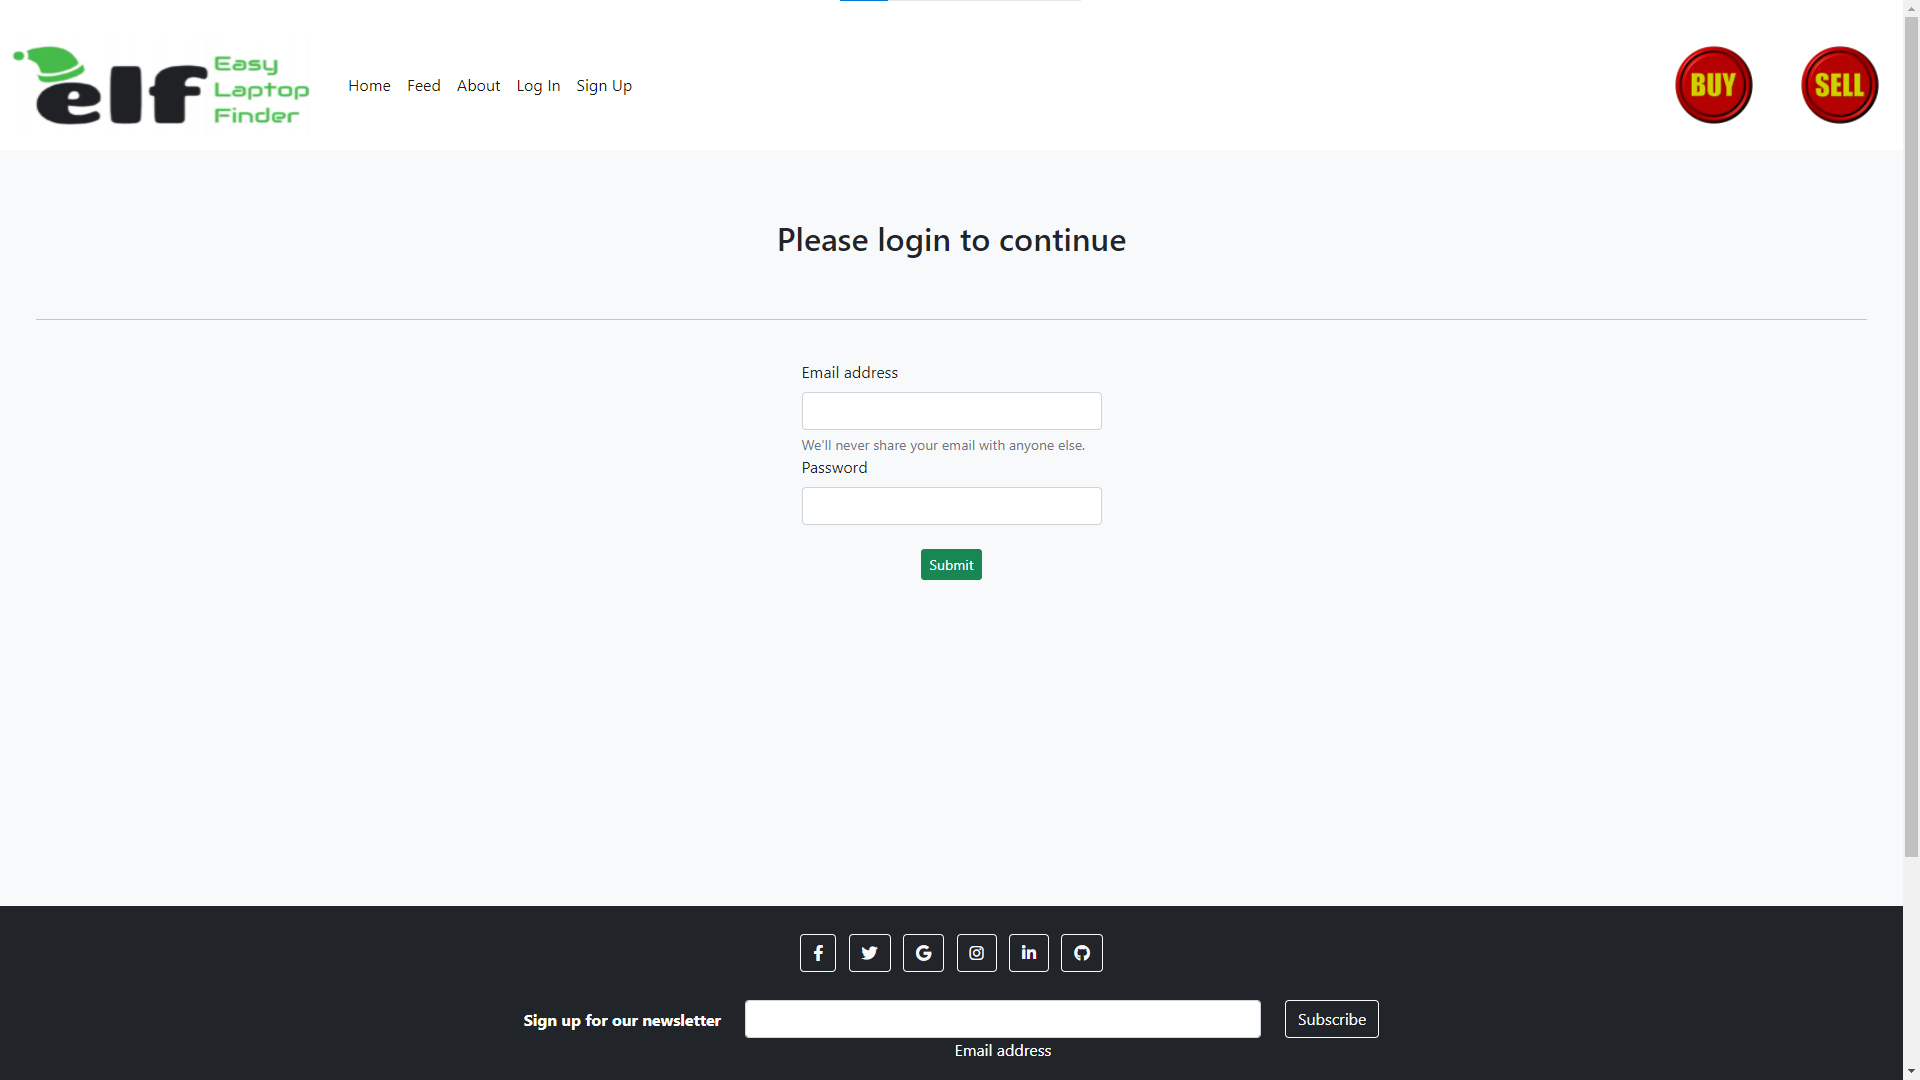 elf
Easy
Laptop
Finder
Home Feed About Log In Sign Up
BUY SELL
Please login to continue
Email address
We'll never share your email with anyone else.
Password
Submit
Sign up for our newsletter
Subscribe
Email address